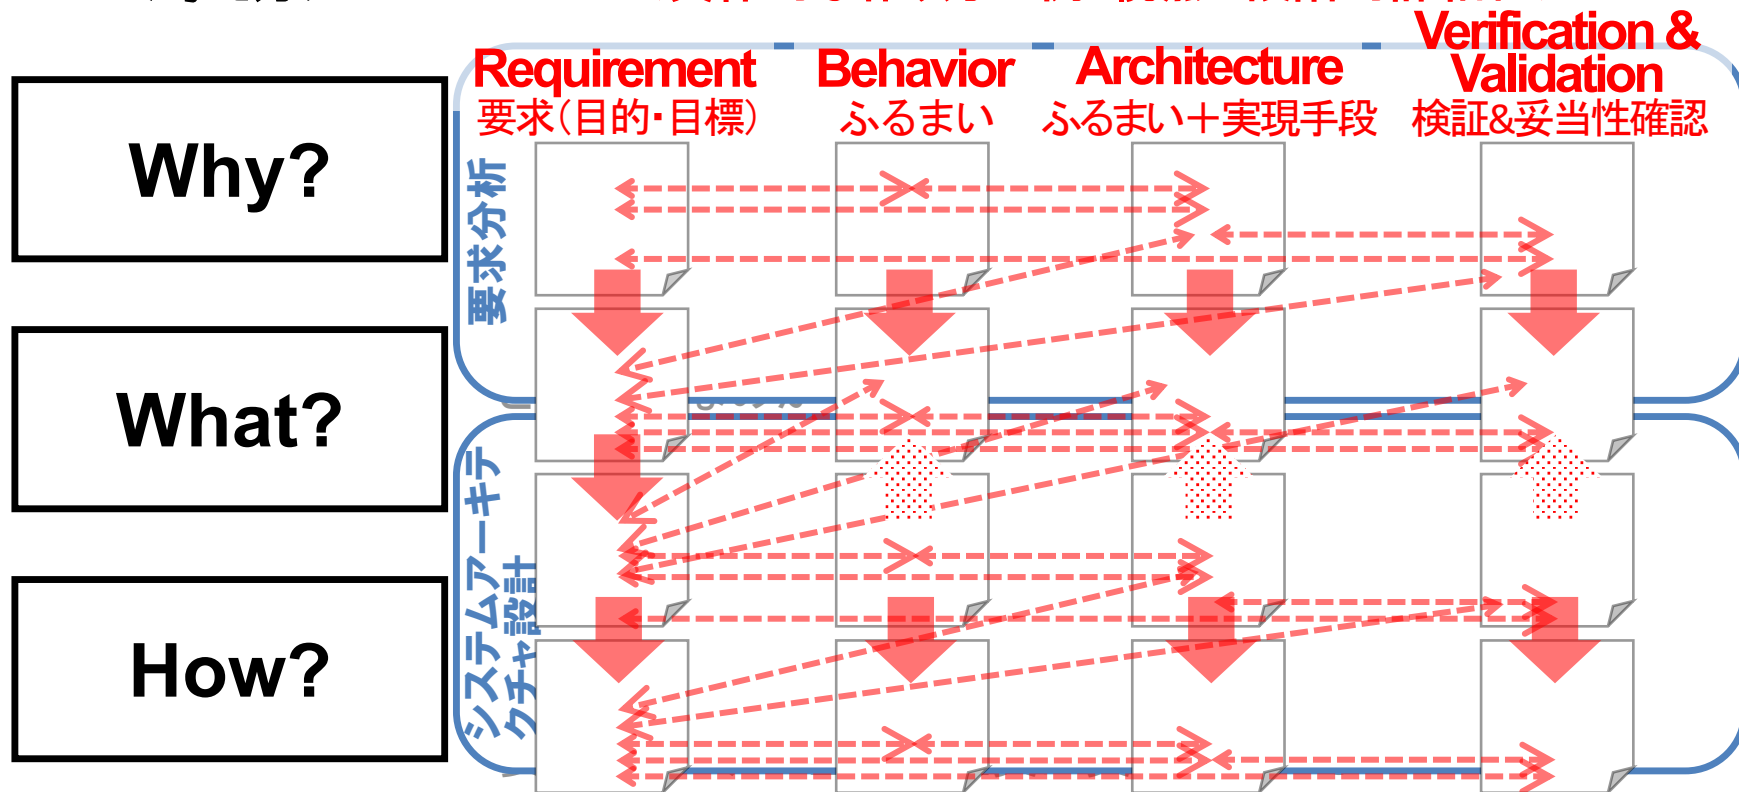 Requirement
要求(目的・目標)
Behavior
ふるまい
Architecture
ふるまい＋実現手段
Verification &
Validation
検証&妥当性確認
Why?
What?
How?
要求分析
システムアーキテ
クチャ設計